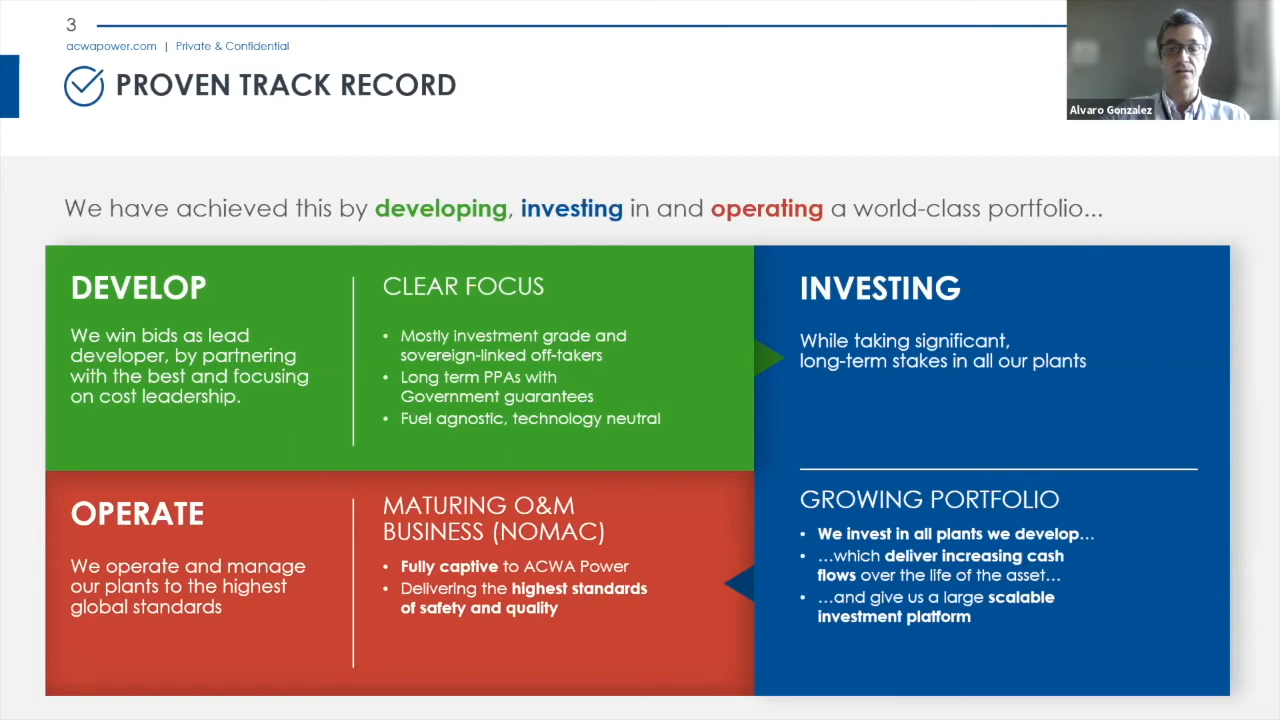 3
acwapower.com | Private & Confidential
PROVEN TRACK RECORD
Alvaro Gonzalez
We have achieved this by developing, investing in and operating a world-class portfolio...
DEVELOP
We win bids as lead
developer, by partnering
with the best and focusing
on cost leadership.
CLEAR FOCUS
• Mostly investment grade and
sovereign-linked off-takers
• Long term PPAs with
Government guarantees
• Fuel agnostic, technology neutral
INVESTING
While taking significant,
long-term stakes in all our plants
OPERATE
We operate and manage
our plants to the highest
global standards
MATURING O&M
BUSINESS (NOMAC)
• Fully captive to ACWA Power
• Delivering the highest standards
of safety and quality
GROWING PORTFOLIO
• We invest in all plants we develop…
• …which deliver increasing cash
flows over the life of the asset…
• …and give us a large scalable
investment platform